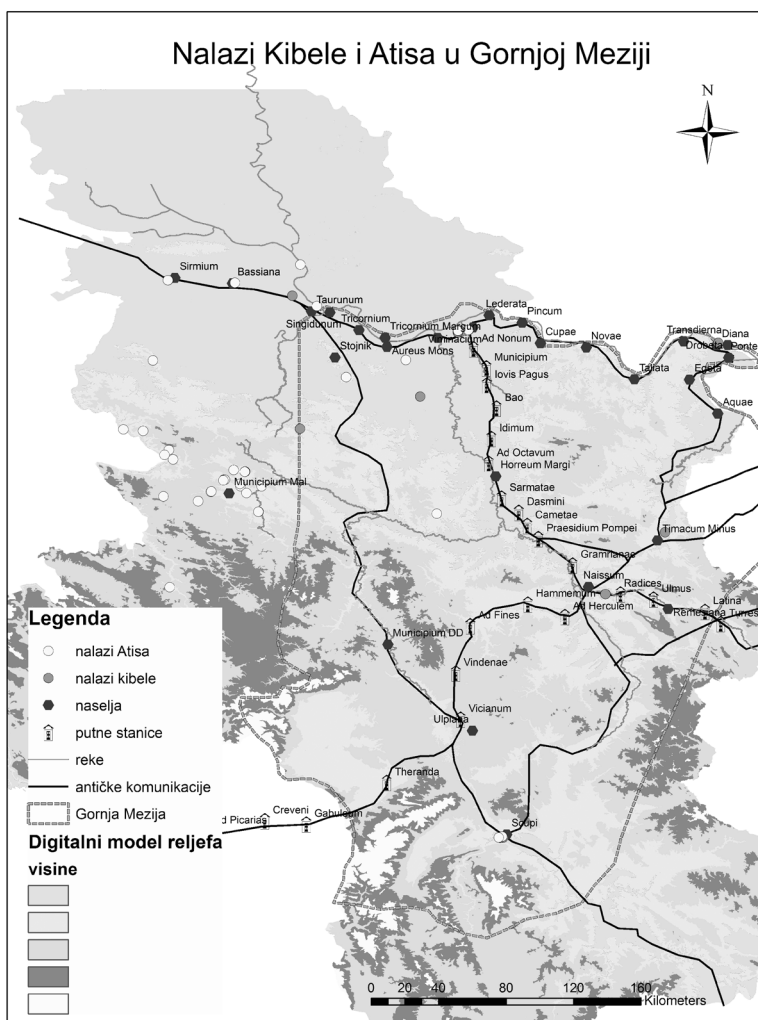 Nalazi Kibele i Atisa u Gornjoj Meziji
N
Sirmium
Bassiana
Taurunum
Singidunum
Tricornium
Stojnik
Tricornium Margum
Aureus Mons
Viminacium
Lederata
Pincum
Ad Nonum
Cupae
Novae
Transdierna
Diana
Drobeta
Ponte
Taliata
Egeta
Municipium
Iovis Pagus
Bao
Aquae
Idimum
Ad Octavum
Horreum Margi
Municipium Mal
Sarmatae
Dasmini
Cametae
Praesidium Pompei
Timacum Minus
Gramrianae
Naissum
Hammemum
Radices
Ulmus
Latina
Remesiana
Turres
Ad Herculem
Ad Fines
Municipium DD
Vindenae
Vicianum
Ulpiana
Theranda
Creveni
Gabuleum
d Picarias
Scupi
Legenda
nalazi Atisa
nalazi kibele
naselja
putne stanice
reke
antičke komunikacije
Gornja Mezija
Digitalni model reljefa
visine
0 10 20 40 80 120 160
Kilometers